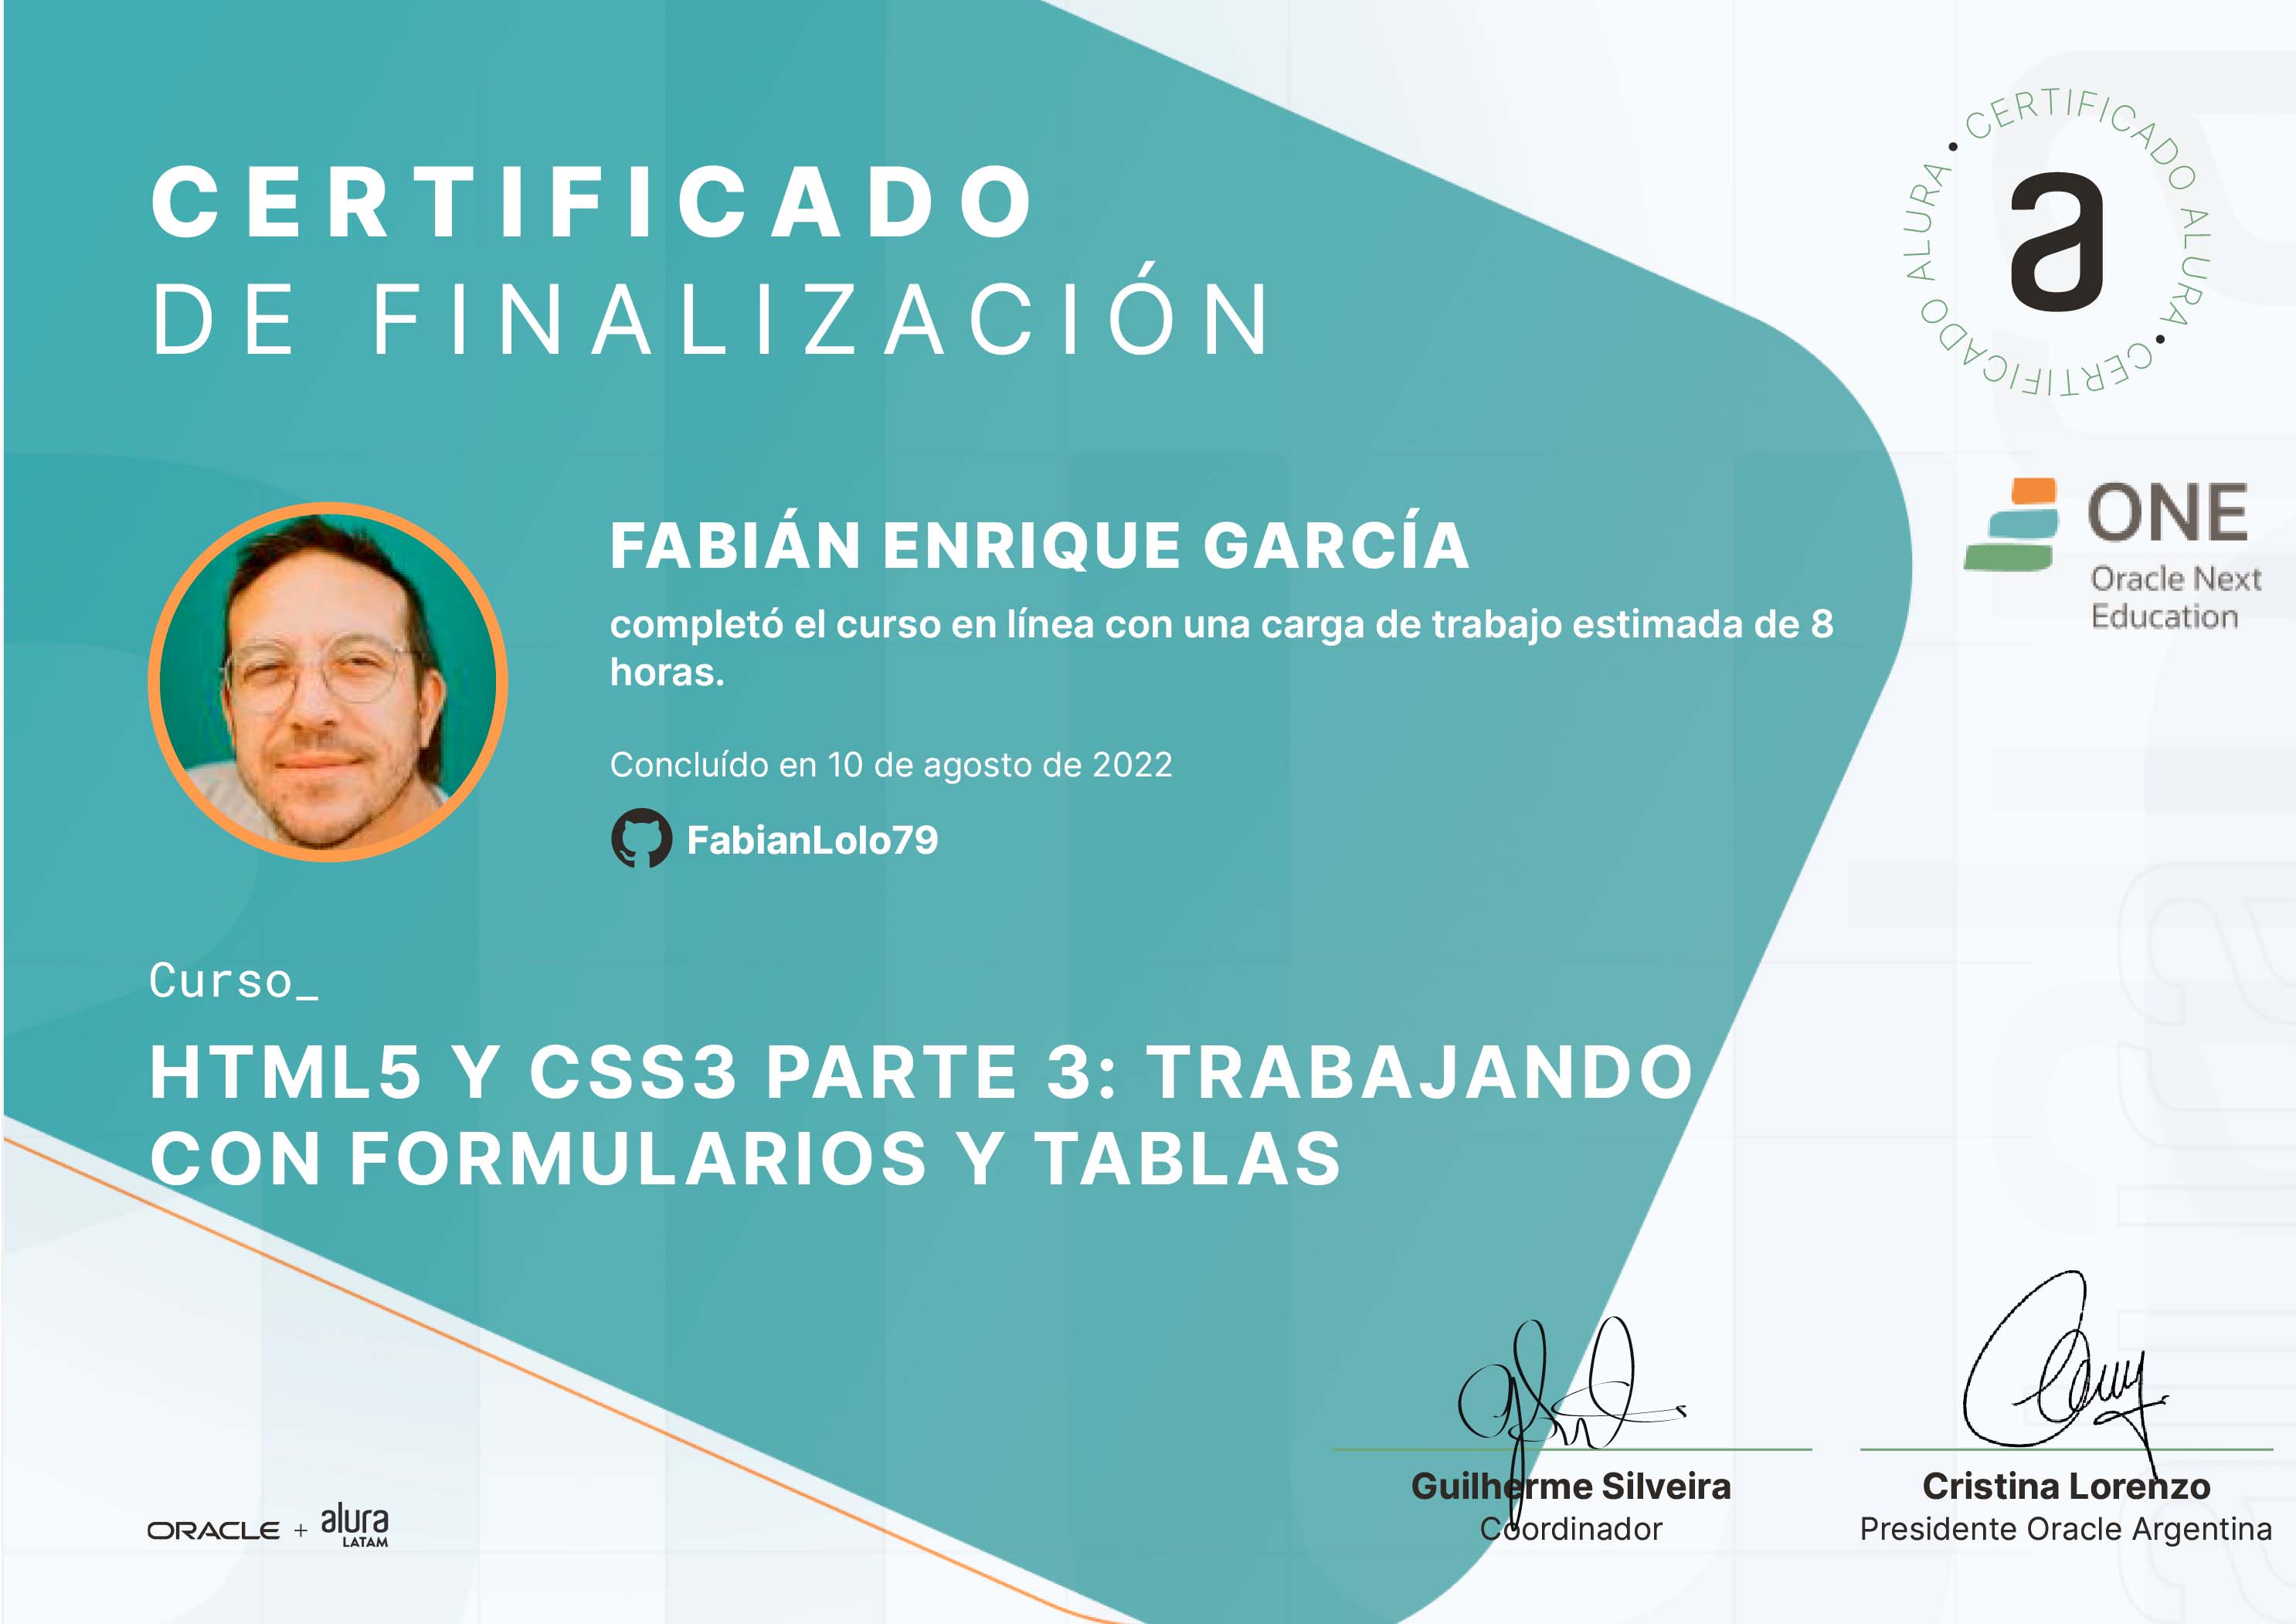 CERTIFICADO
DE FINALIZACIÓN
CERTIFICADO ALURA • CERTIFICADO ALURA •
a
ONE
Oracle Next
Education
FABIÁN ENRIQUE GARCÍA
completó el curso en línea con una carga de trabajo estimada de 8
horas.
Concluído en 10 de agosto de 2022
FabianLolo79
Curso_
HTML5 Y CSS3 PARTE 3: TRABAJANDO
CON FORMULARIOS Y TABLAS
Guilherme Silveira
Coordinador
Cristina Lorenzo
Presidente Oracle Argentina
ORACLE + alura
LATAM